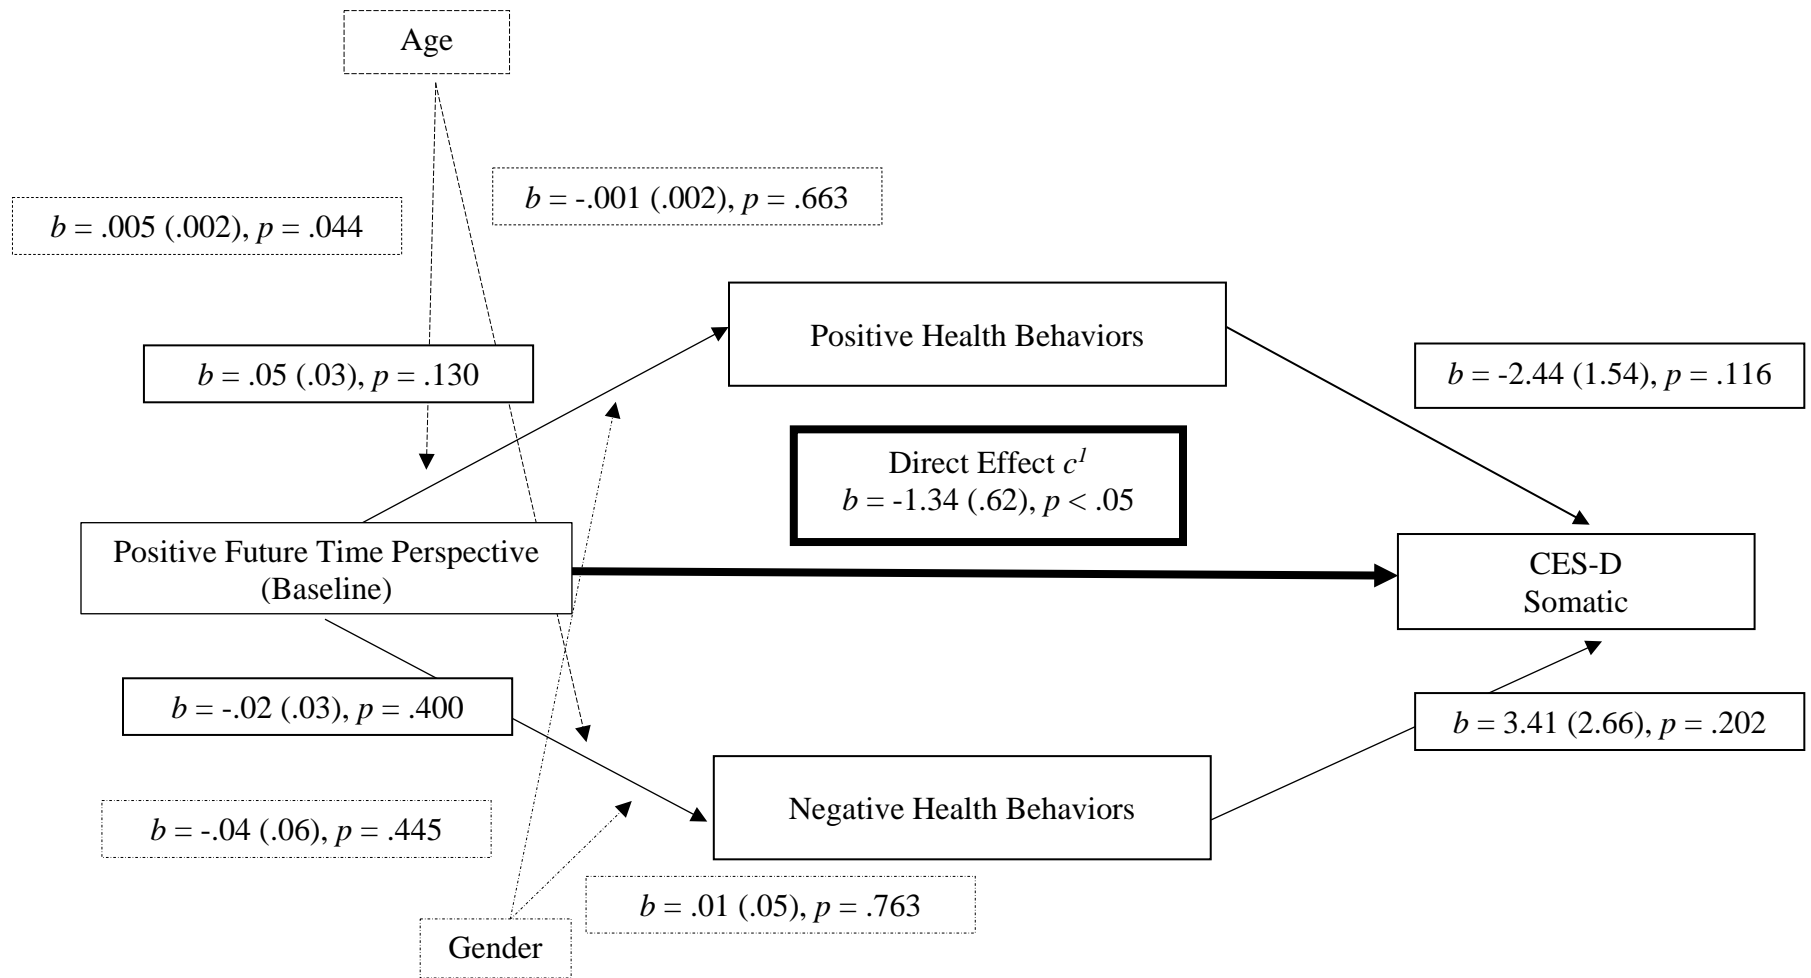 Age
b = -.001 (.002), p = .663
b = .005 (.002), p = .044
Positive Health Behaviors
b = .05 (.03), p = .130
b = -2.44 (1.54), p = .116
Direct Effect c¹
b = -1.34 (.62), p < .05
Positive Future Time Perspective
(Baseline)
CES-D
Somatic
b = -.02 (.03), p = .400
b = 3.41 (2.66), p = .202
Negative Health Behaviors
b = -.04 (.06), p = .445
b = .01 (.05), p = .763
Gender